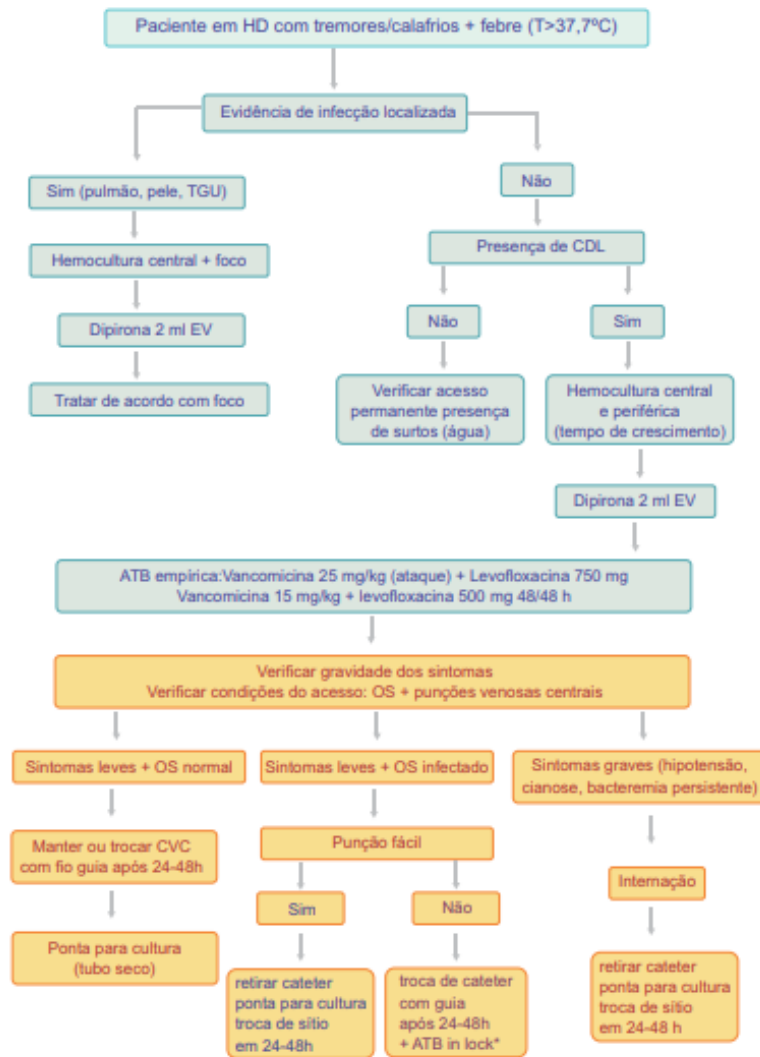 Paciente em HD com tremores/calafrios + febre (T>37,7ºC)
Evidência de infecção localizada
Sim (pulmão, pele, TGU)
Não
Hemocultura central + foco
Presença de CDL
Dipirona 2 ml EV
Não
Sim
Tratar de acordo com foco
Verificar acesso
permanente presença
de surtos (água)
Hemocultura central
e periférica
(tempo de crescimento)
Dipirona 2 ml EV
ATB empírica:Vancomicina 25 mg/kg (ataque) + Levofloxacina 750 mg
Vancomicina 15 mg/kg + levofloxacina 500 mg 48/48 h
Verificar gravidade dos sintomas
Verificar condições do acesso: OS + punções venosas centrais
Sintomas leves + OS normal
Sintomas leves + OS infectado
Sintomas graves (hipotensão,
cianose, bacteremia persistente)
Manter ou trocar CVC
com fio guia após 24-48h
Punção fácil
Internação
Sim
Não
Ponta para cultura
(tubo seco)
retirar cateter
ponta para cultura
troca de sítio
em 24-48h
troca de cateter
com guia
após 24-48h
+ ATB in lock*
retirar cateter
ponta para cultura
troca de sítio
em 24-48 h